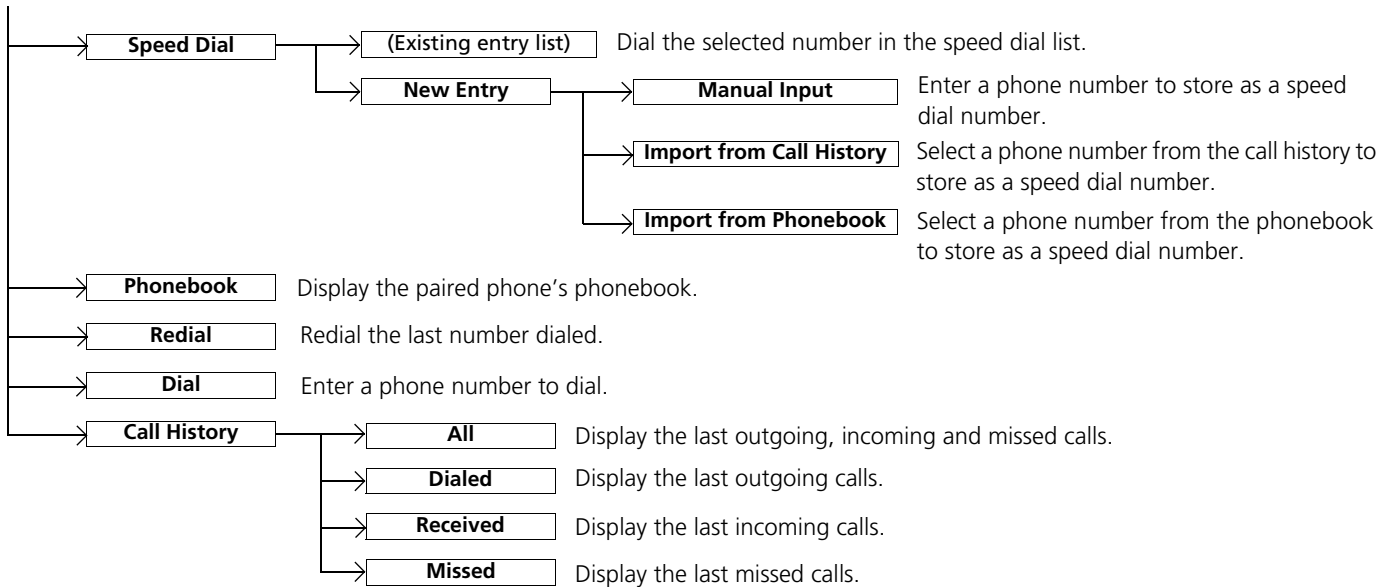 Speed Dial
(Existing entry list)
Dial the selected number in the speed dial list.
New Entry
Manual Input
Enter a phone number to store as a speed
dial number.
Import from Call History
Select a phone number from the call history to
store as a speed dial number.
Import from Phonebook
Select a phone number from the phonebook
to store as a speed dial number.
Phonebook
Display the paired phone’s phonebook.
Redial
Redial the last number dialed.
Dial
Enter a phone number to dial.
Call History
All
Display the last outgoing, incoming and missed calls.
Dialed
Display the last outgoing calls.
Received
Display the last incoming calls.
Missed
Display the last missed calls.